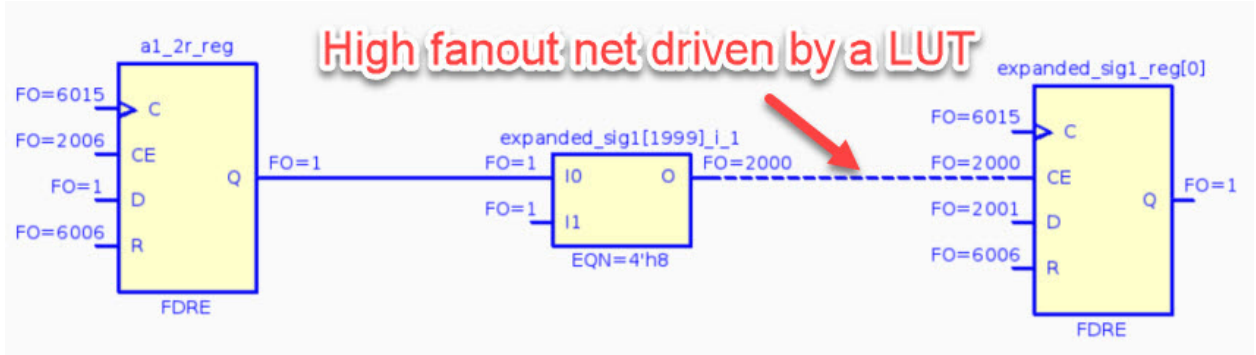 High fanout net driven by a LUT
a1_2r_reg
FO=6015
C
FO=2006
CE
FO=1
D
FO=6006
R
Q
FO=1
FDRE
expanded_sig1[1999]_i_1
FO=1
I0
O
FO=2000
FO=1
I1
EQN=4'h8
expanded_sig1_reg[0]
FO=6015
C
FO=2000
CE
FO=2001
D
FO=6006
R
Q
FO=1
FDRE